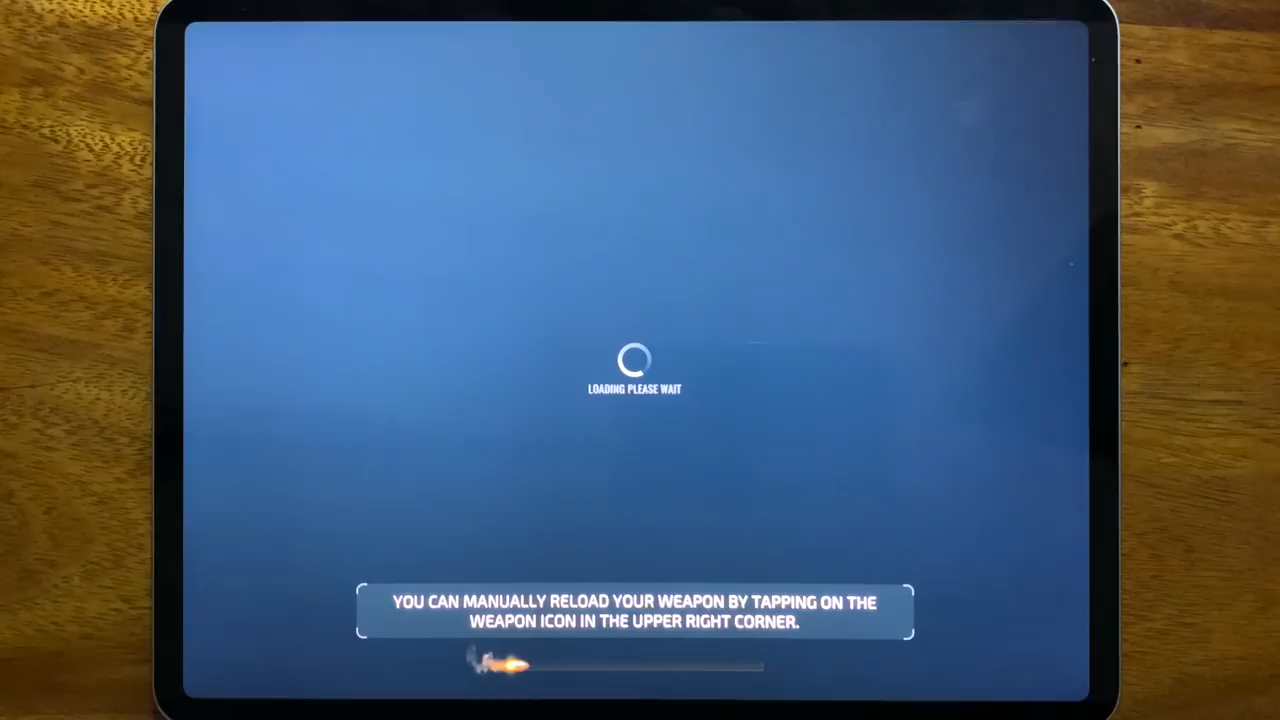 LOADING PLEASE WAIT
YOU CAN MANUALLY RELOAD YOUR WEAPON BY TAPPING ON THE
WEAPON ICON IN THE UPPER RIGHT CORNER.